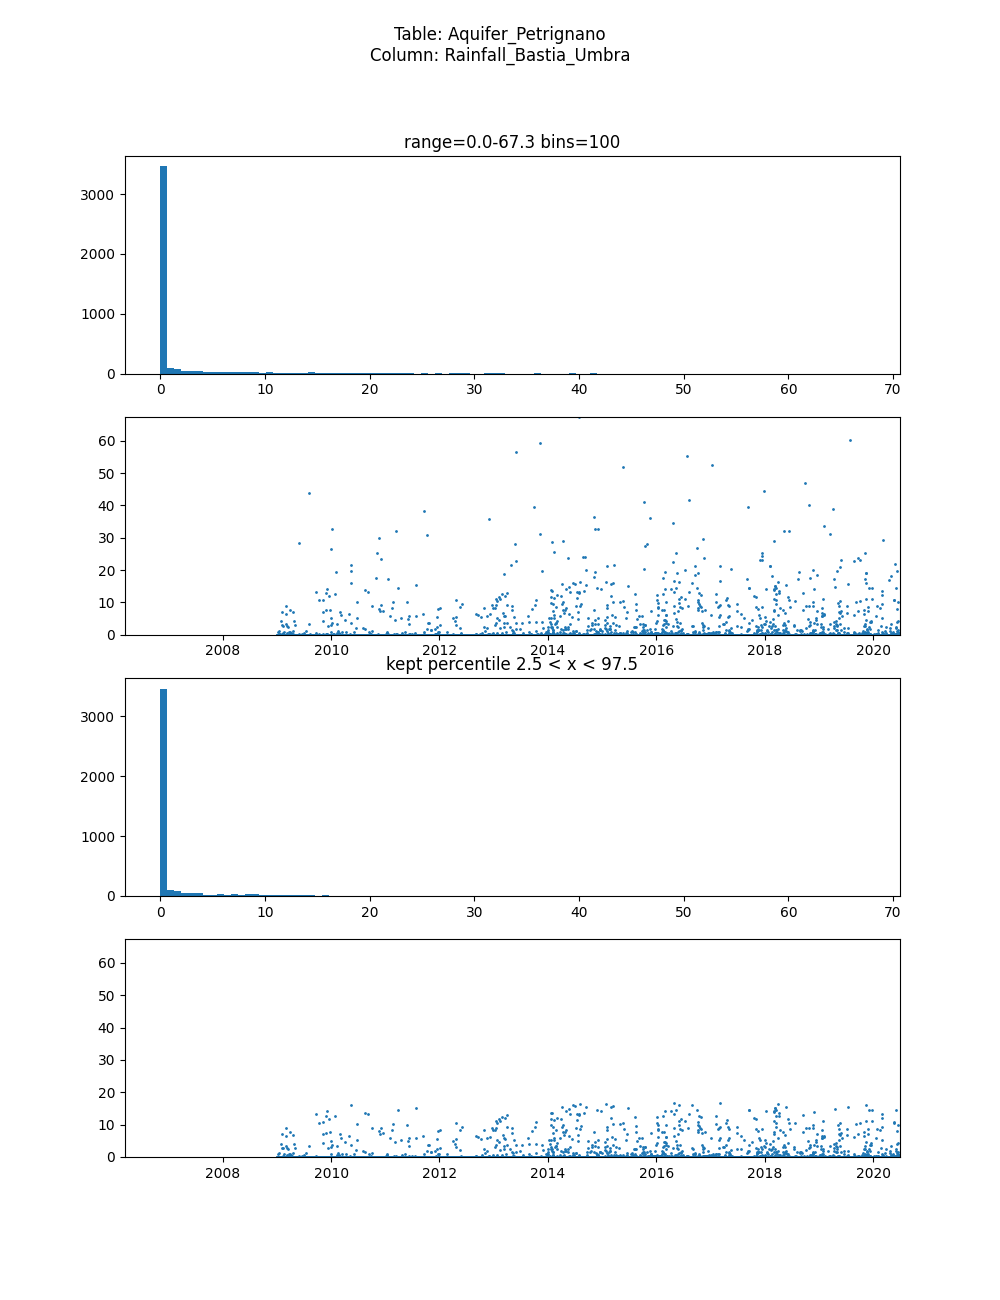 Table: Aquifer_Petrignano
Column: Rainfall_Bastia_Umbra
range=0.0-67.3 bins=100
3000
2000
1000
0
0 10 20 30 40 50 60 70
60
50
40
30
20
10
0
2008 2010 2012 2014 2016 2018 2020
kept percentile 2.5 < x < 97.5
3000
2000
1000
0
0 10 20 30 40 50 60 70
60
50
40
30
20
10
0
2008 2010 2012 2014 2016 2018 2020